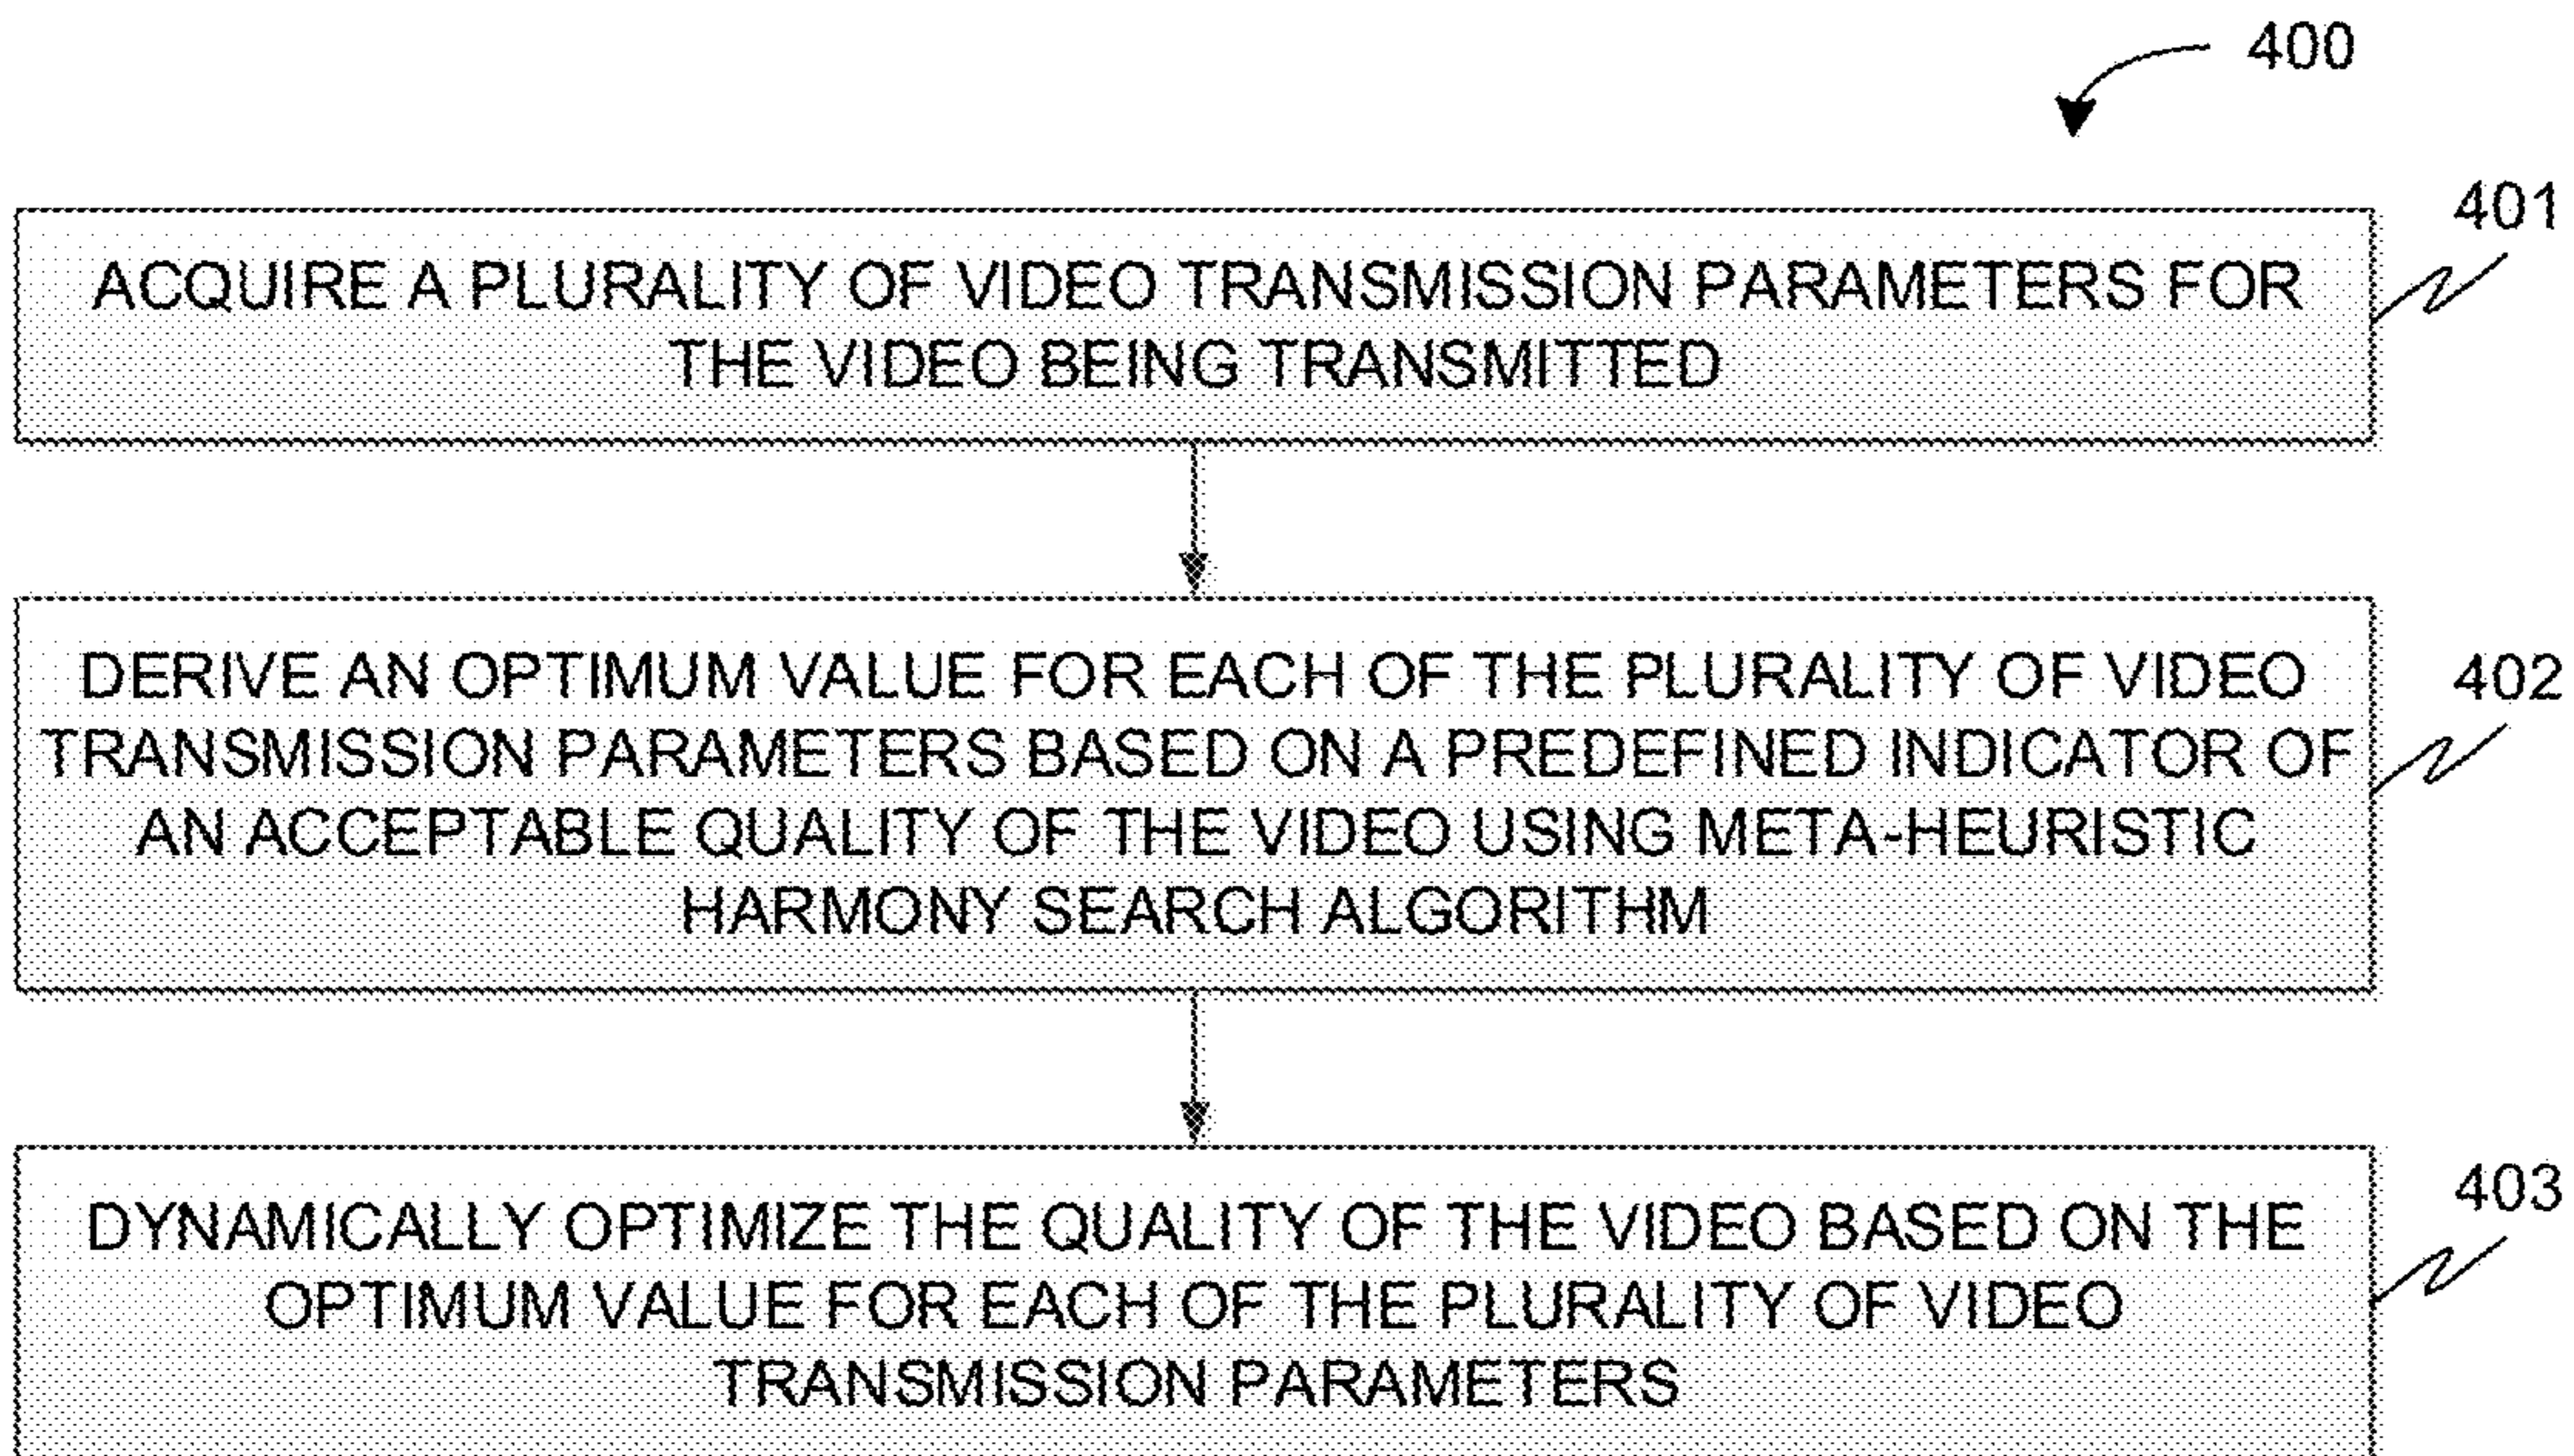 400
401
ACQUIRE A PLURALITY OF VIDEO TRANSMISSION PARAMETERS FOR
THE VIDEO BEING TRANSMITTED
402
DERIVE AN OPTIMUM VALUE FOR EACH OF THE PLURALITY OF VIDEO
TRANSMISSION PARAMETERS BASED ON A PREDEFINED INDICATOR OF
AN ACCEPTABLE QUALITY OF THE VIDEO USING META-HEURISTIC
HARMONY SEARCH ALGORITHM
403
DYNAMICALLY OPTIMIZE THE QUALITY OF THE VIDEO BASED ON THE
OPTIMUM VALUE FOR EACH OF THE PLURALITY OF VIDEO
TRANSMISSION PARAMETERS